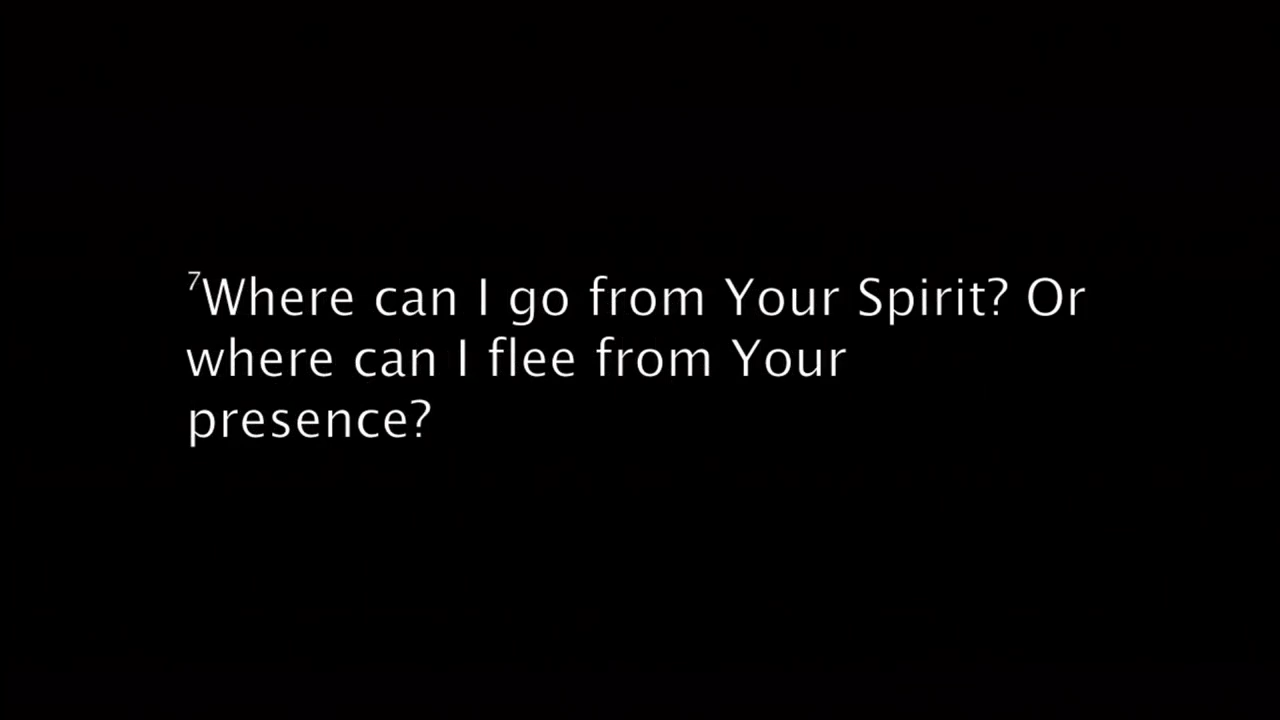 ⁷Where can I go from Your Spirit? Or
where can I flee from Your
presence?